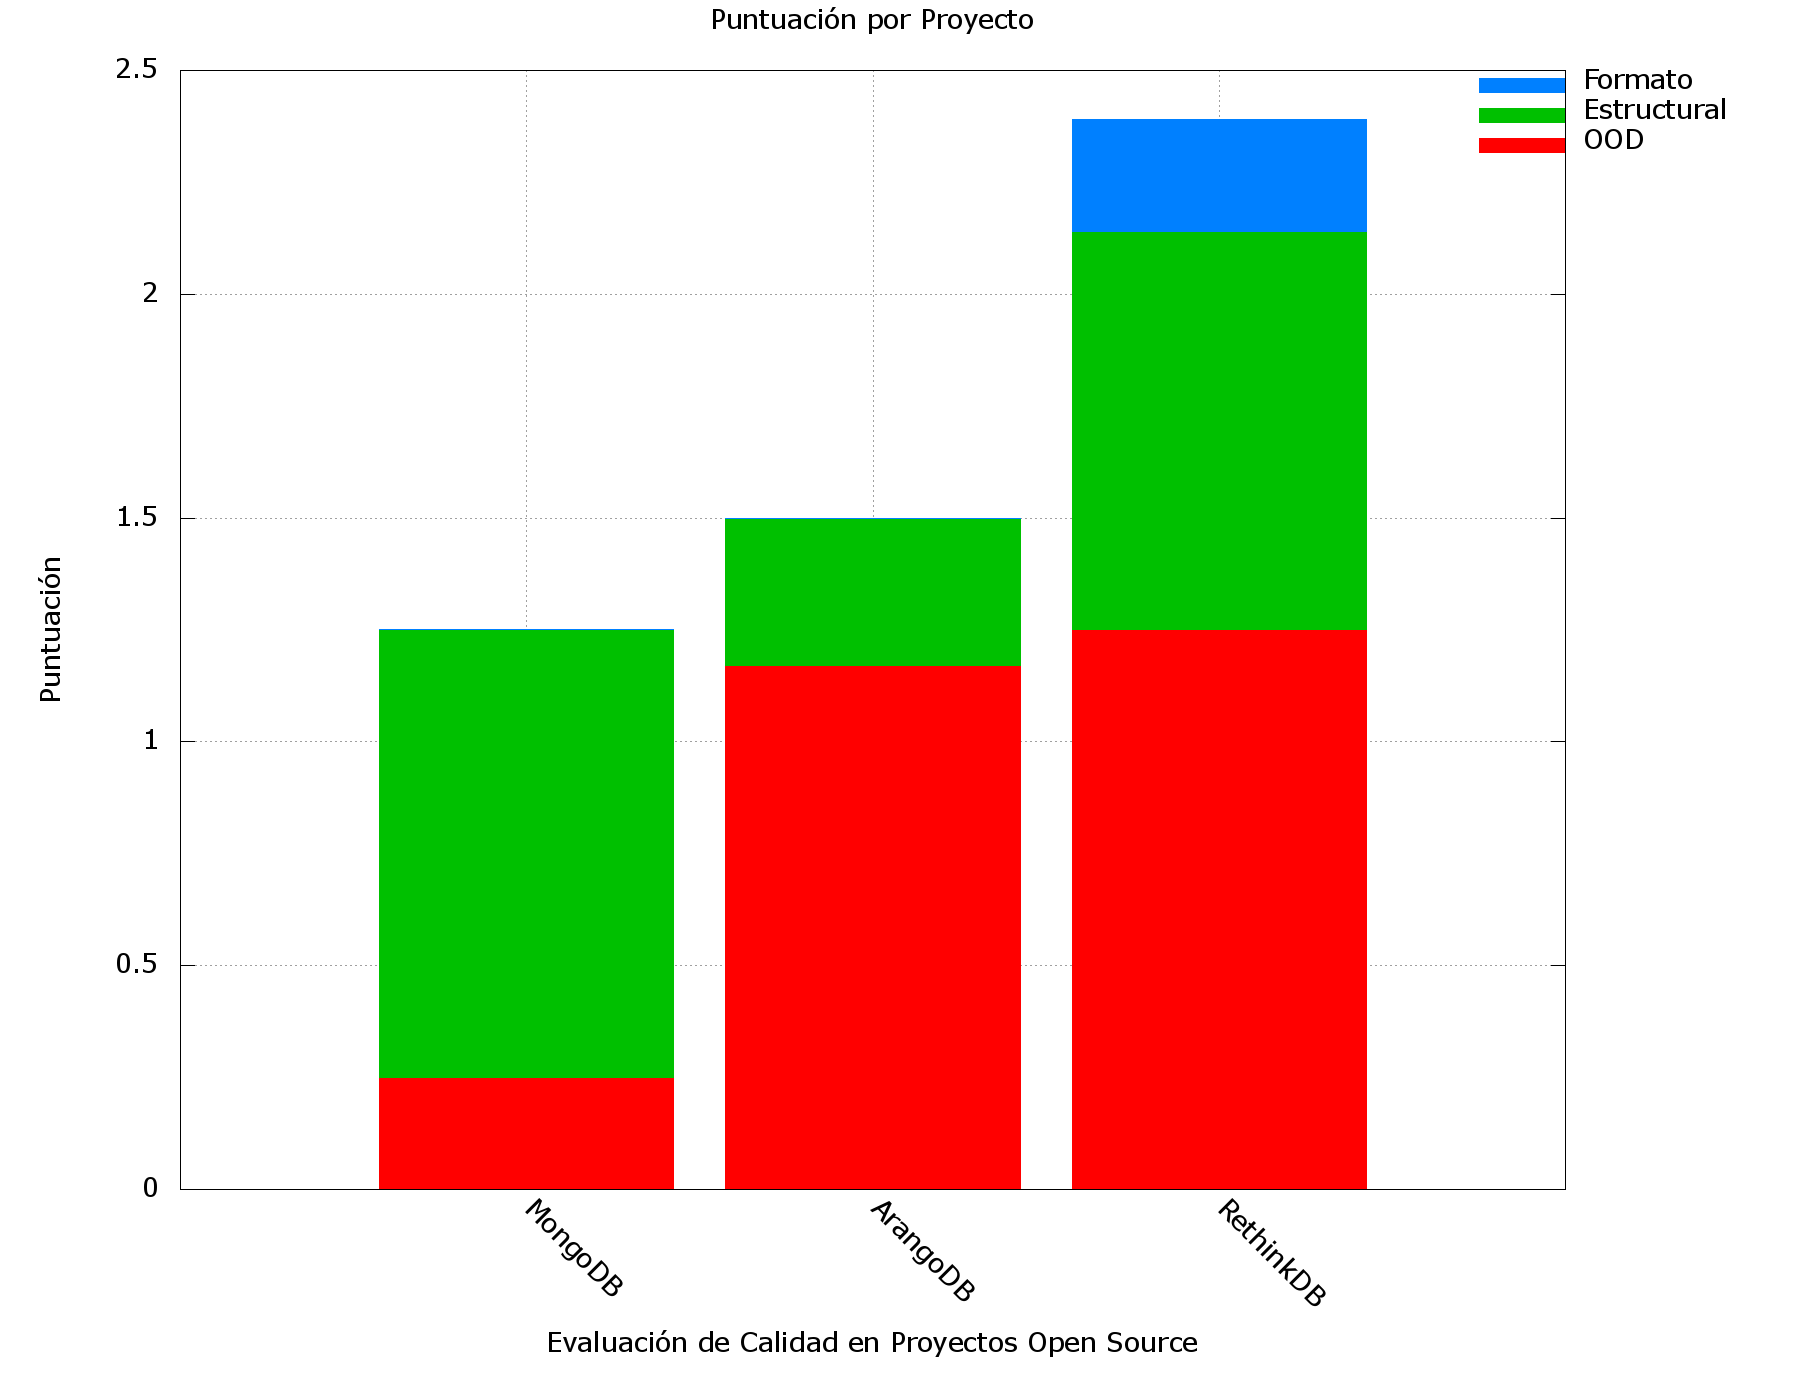 Puntuación por Proyecto
2.5
2
1.5
1
0.5
0
Puntuación
Formato
Estructural
OOD
MongoDB
ArangoDB
RethinkDB
Evaluación de Calidad en Proyectos Open Source